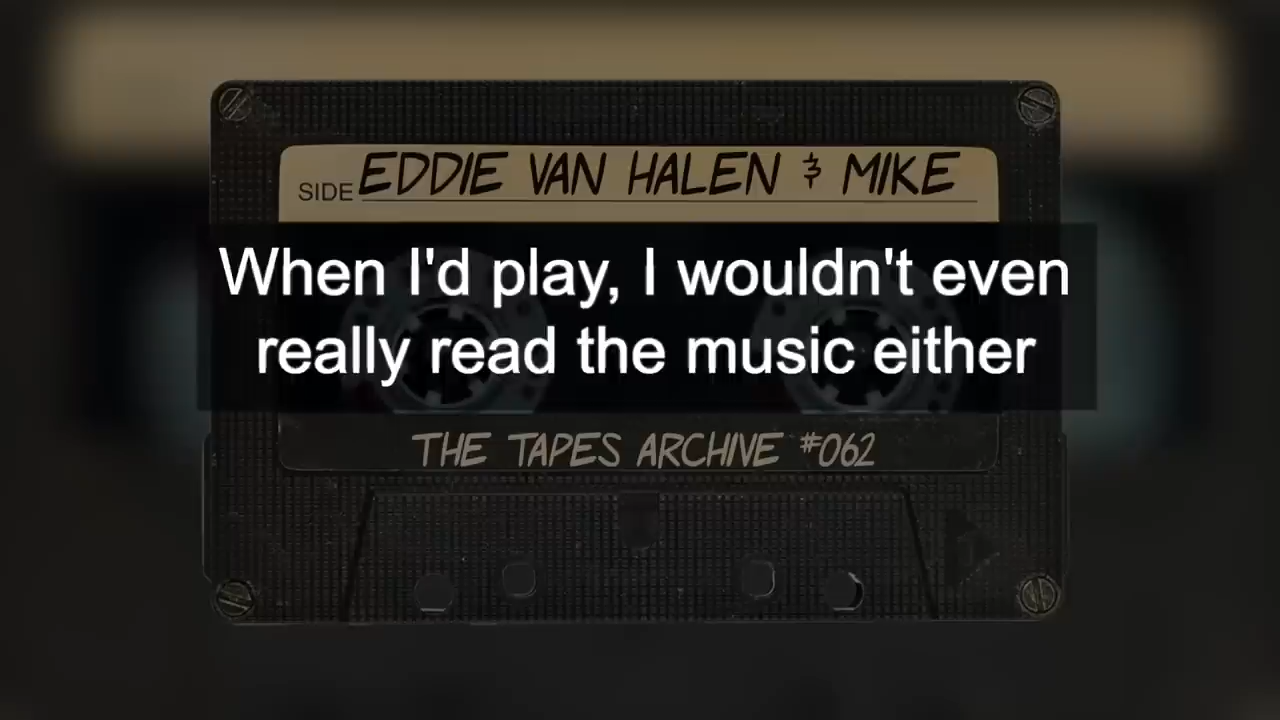 SIDE EDDIE VAN HALEN & MIKE
When I'd play, I wouldn't even
really read the music either
THE TAPES ARCHIVE #062